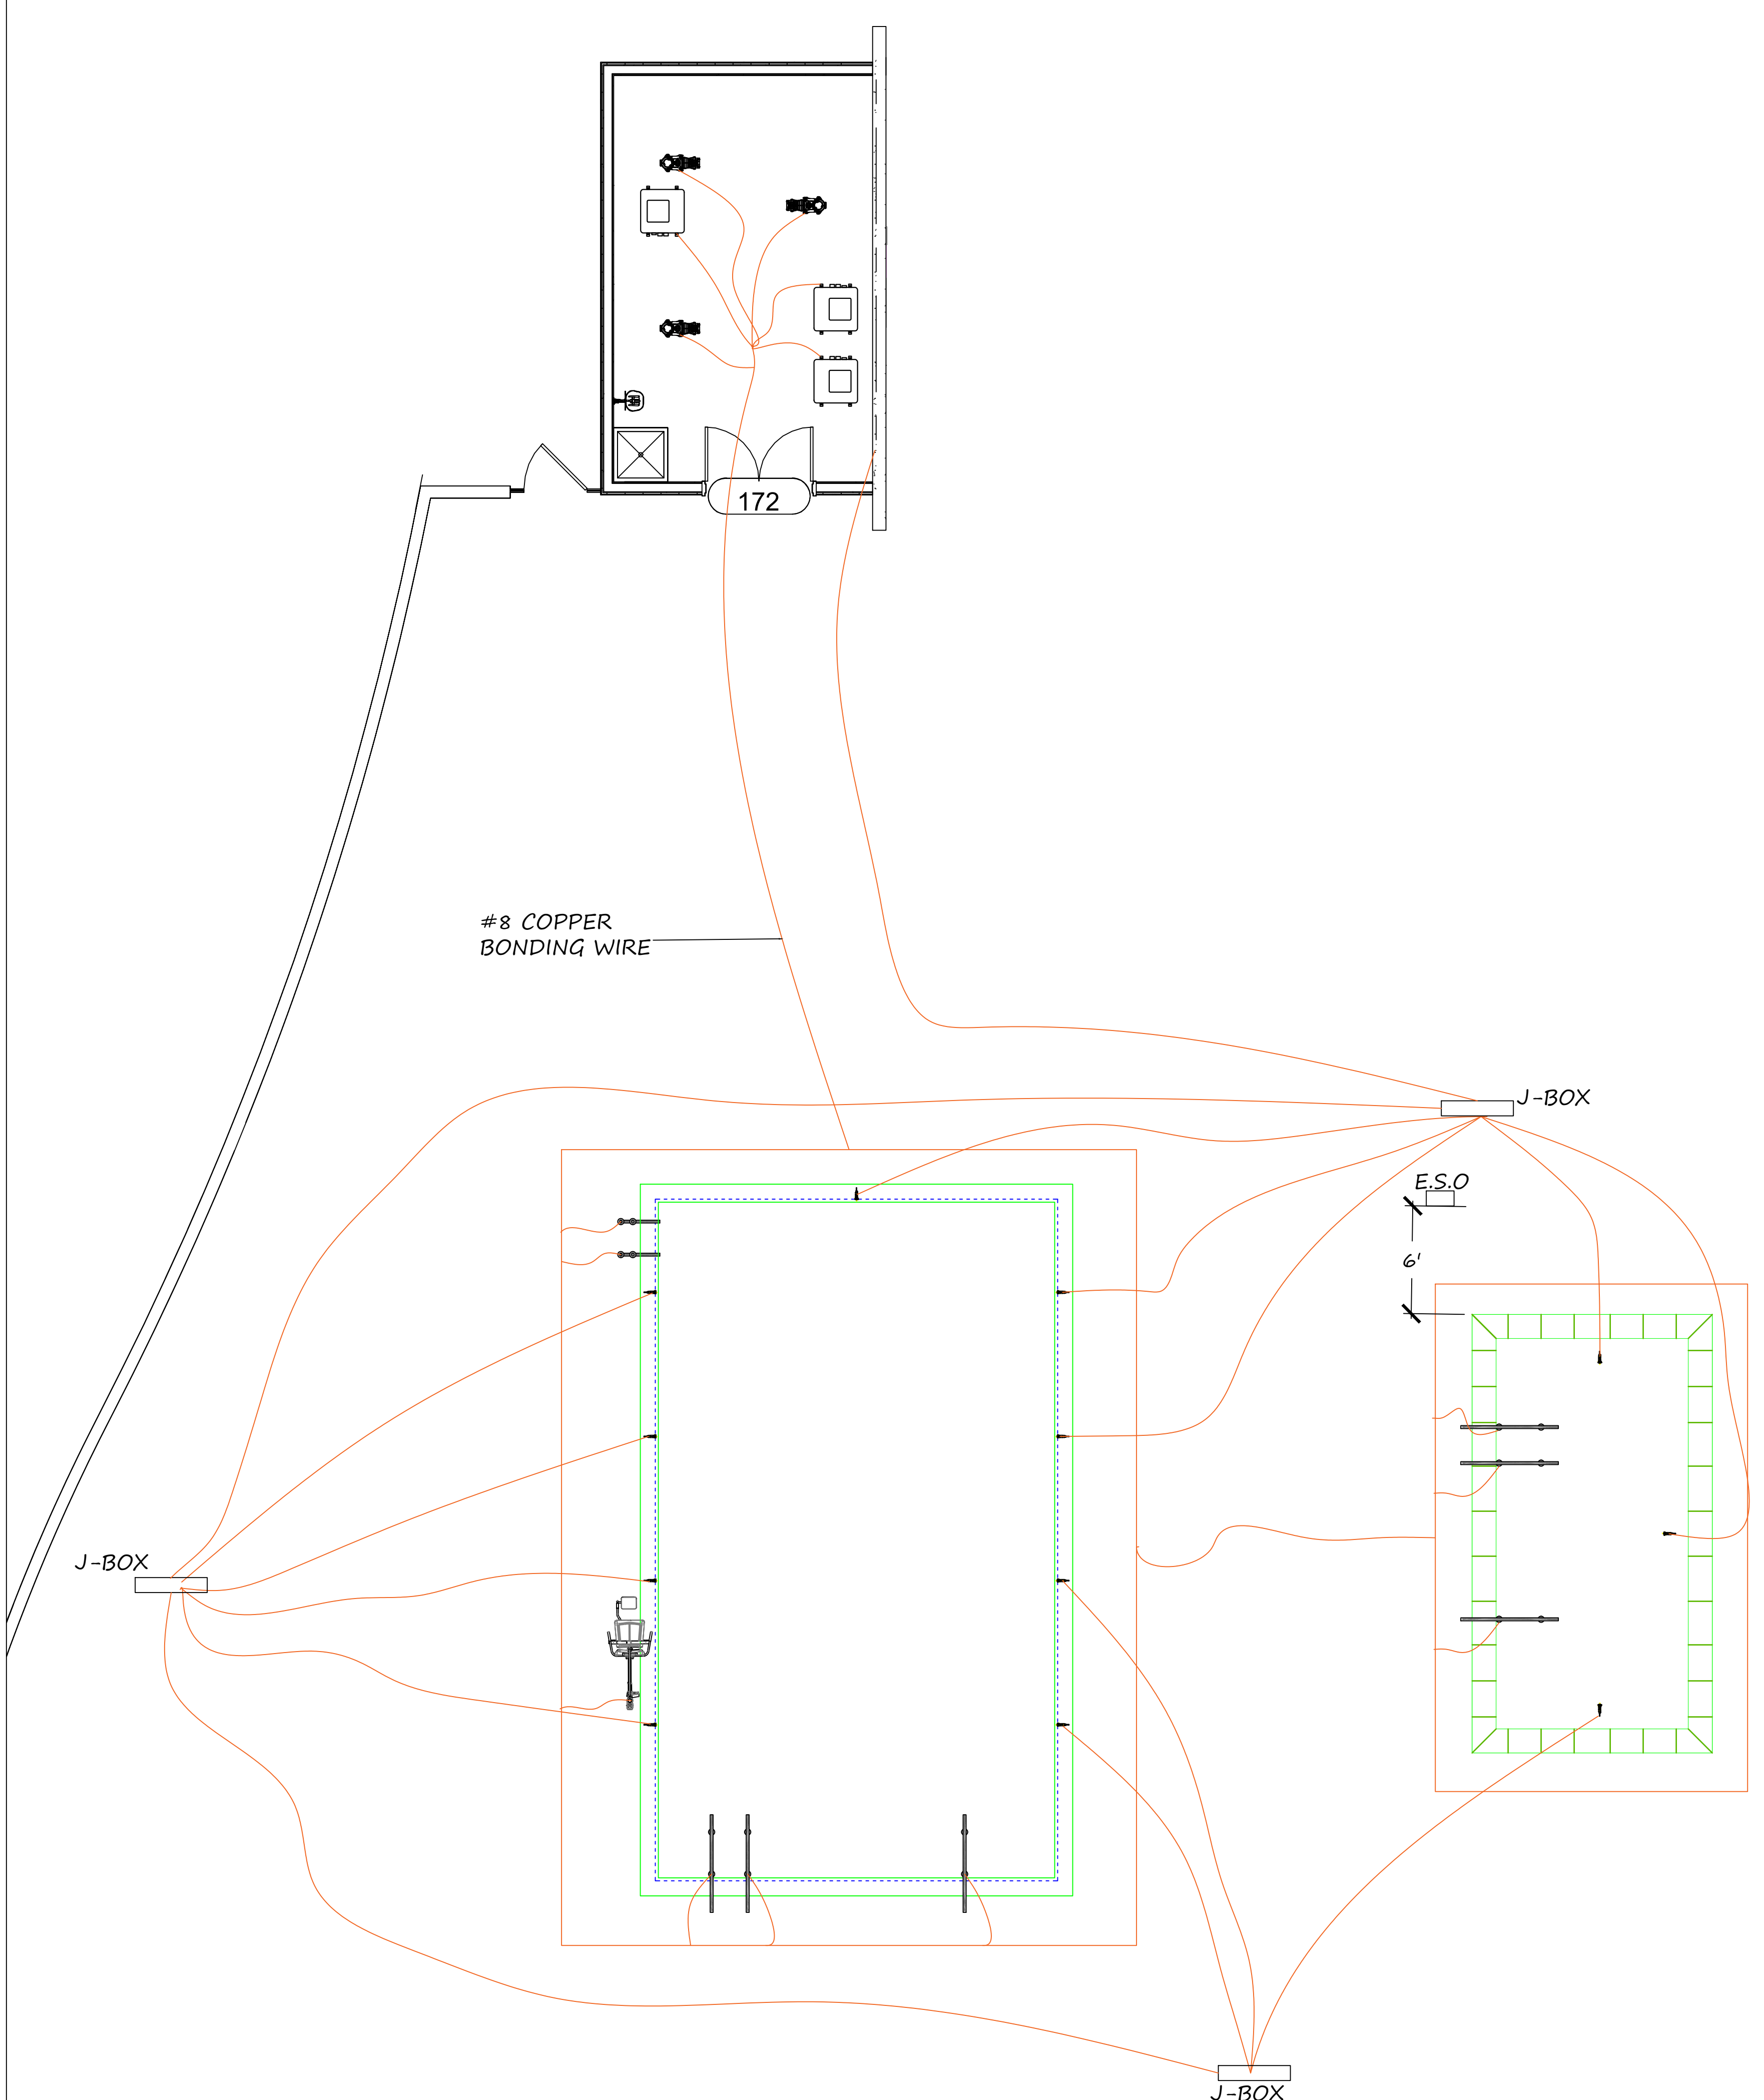 172
#8 COPPER
BONDING WIRE
J-BOX
E.S.O
6'
J-BOX
J-BOX